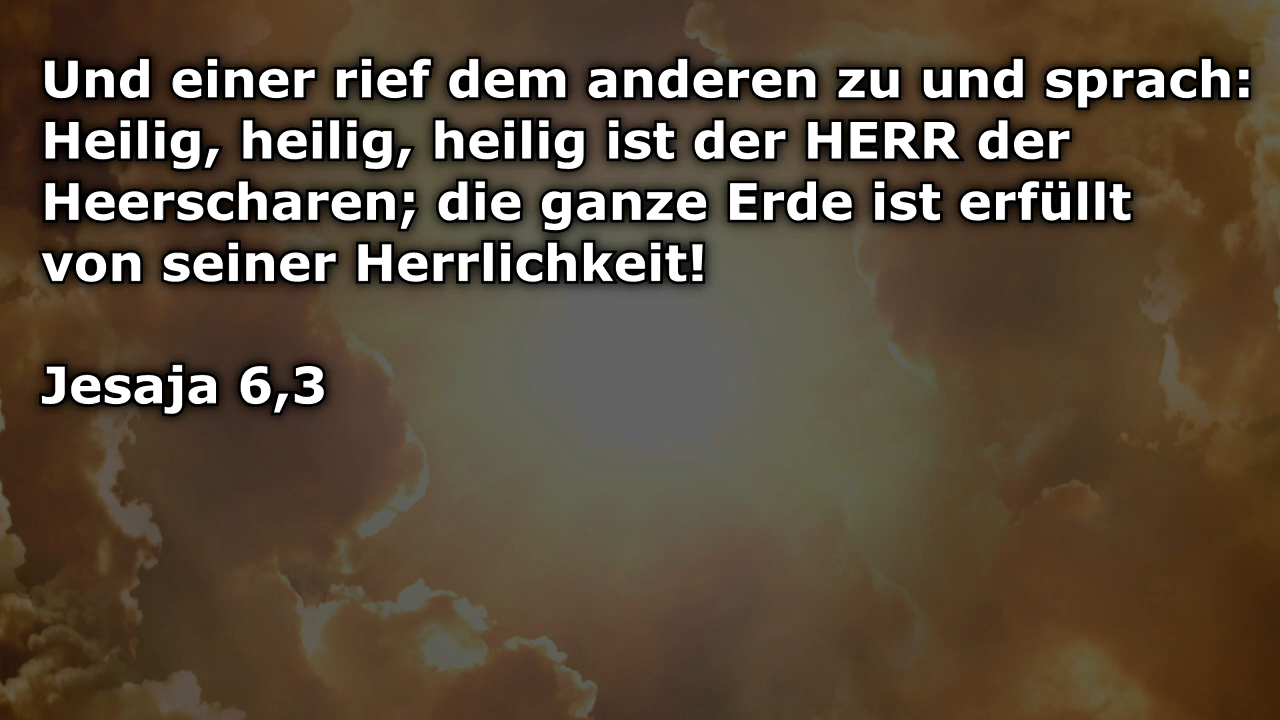 Und einer rief dem anderen zu und sprach:
Heilig, heilig, heilig ist der HERR der
Heerscharen; die ganze Erde ist erfüllt
von seiner Herrlichkeit!
Jesaja 6,3